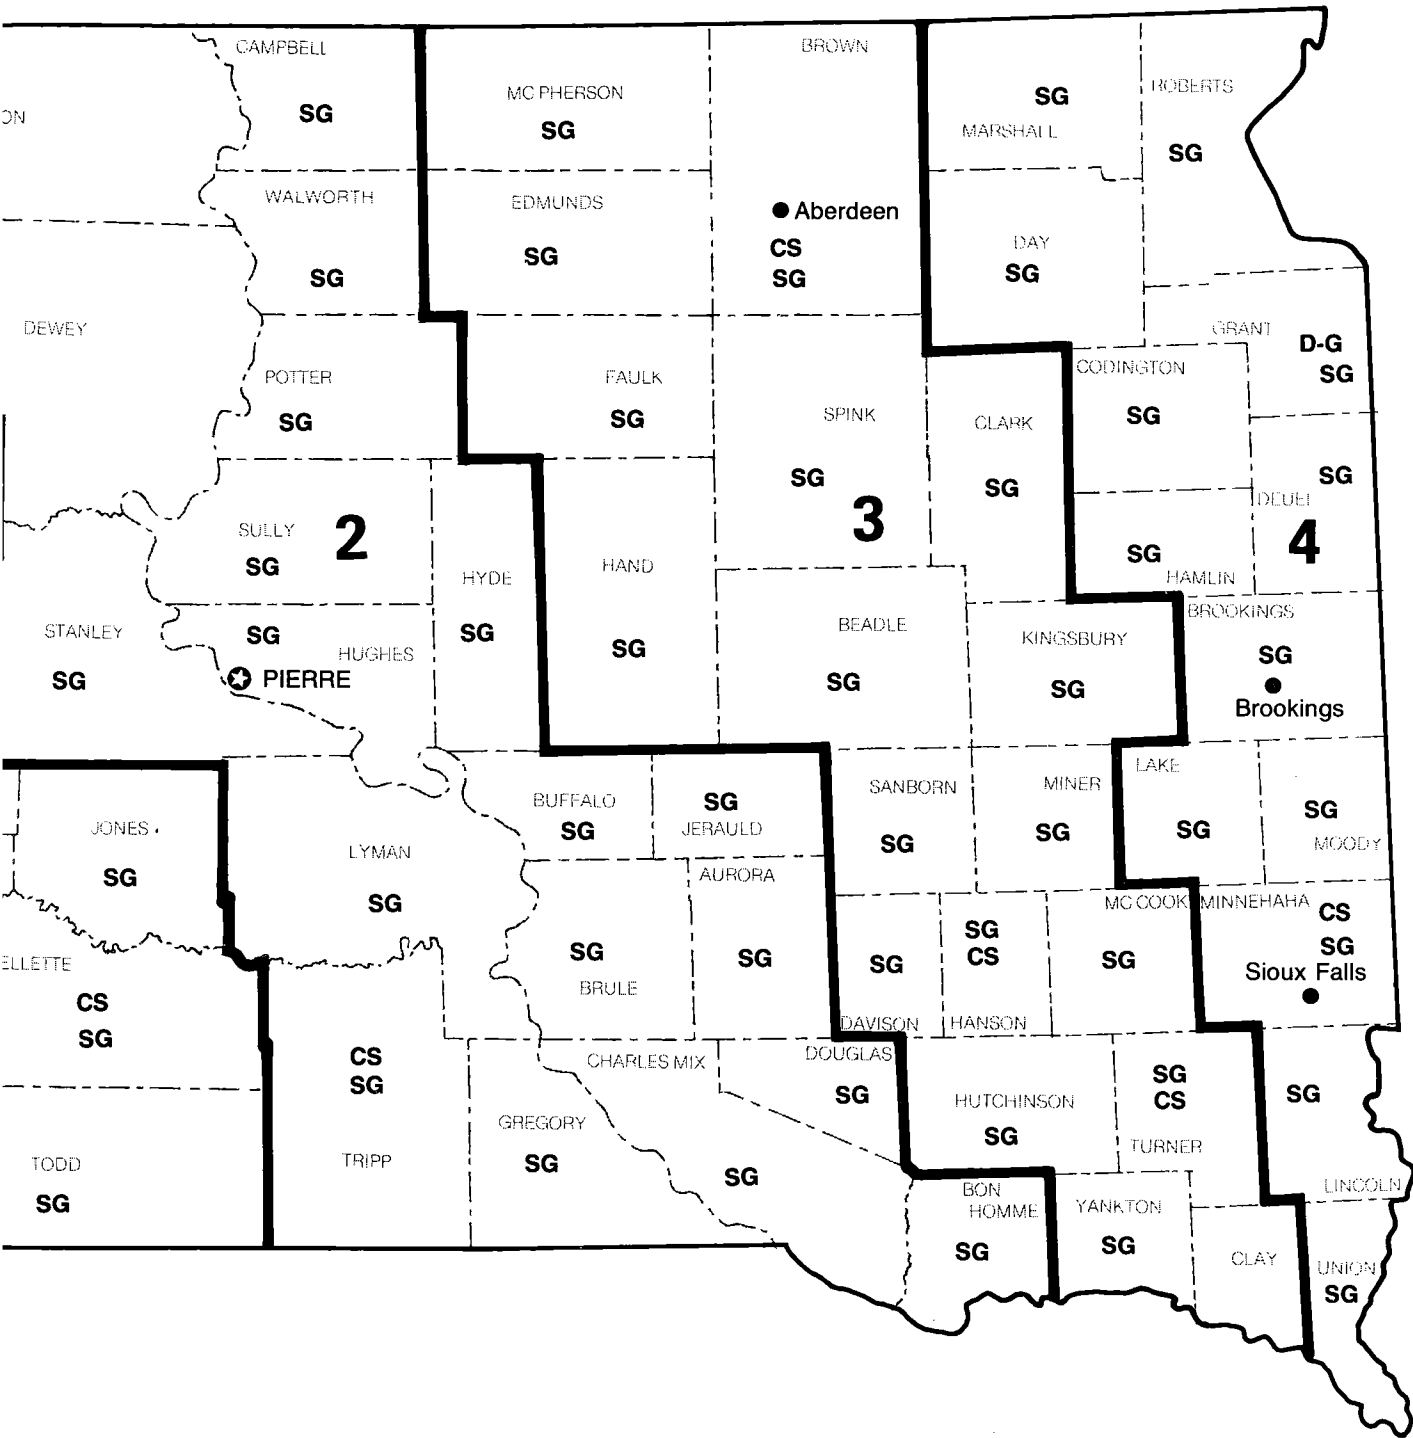 CAMPBELL
SG
MC PHERSON
SG
BROWN
SG
MARSHALL
ROBERTS
SG
ON
WALWORTH
SG
EDMUNDS
SG
Aberdeen
CS
SG
DAY
SG
DEWEY
POTTER
SG
FAULK
SG
SPINK
SG
CLARK
SG
CODINGTON
SG
GRANT
D-G
SG
SG
DEUEL
4
SULLY
SG
2
HYDE
SG
HAND
SG
3
SG
HAMLIN
STANLEY
SG
SG
HUGHES
PIERRE
BEADLE
SG
KINGSBURY
SG
BROOKINGS
SG
Brookings
JONES
SG
LYMAN
SG
BUFFALO
SG
SG
JERAULD
SANBORN
SG
MINER
SG
LAKE
SG
SG
MOODY
ELLETTE
CS
SG
SG
BRULE
AURORA
SG
SG
DAVISON
SG
CS
HANSON
MC COOK
SG
MINNEHAHA
CS
SG
Sioux Falls
TODD
SG
CS
SG
TRIPP
GREGORY
SG
CHARLES MIX
SG
DOUGLAS
SG
HUTCHINSON
SG
SG
CS
TURNER
SG
LINCOLN
BON
HOMME
SG
YANKTON
SG
CLAY
UNION
SG